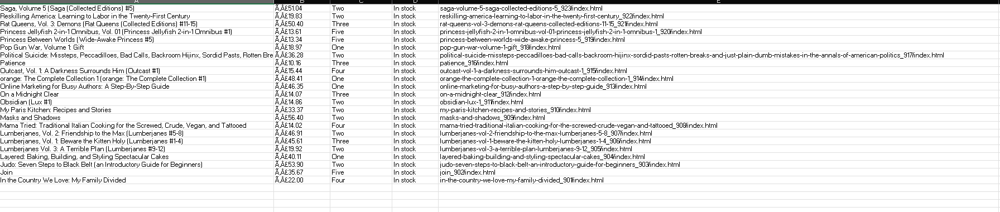 A B C D E
Saga, Volume 5 (Saga (Collected Editions) #5) Ã‚Â£51.04 Two In stock saga-volume-5-saga-collected-editions-5_923/index.html
Reskilling America: Learning to Labor in the Twenty-First Century Ã‚Â£19.83 Two In stock reskilling-america-learning-to-labor-in-the-twenty-first-century_922/index.html
Rat Queens, Vol. 3: Demons (Rat Queens (Collected Editions) #11-15) Ã‚Â£50.40 Three In stock rat-queens-vol-3-demons-rat-queens-collected-editions-11-15_921/index.html
Princess Jellyfish 2-in-1 Omnibus, Vol. 01 (Princess Jellyfish 2-in-1 Omnibus #1) Ã‚Â£13.61 Five In stock princess-jellyfish-2-in-1-omnibus-vol-01-princess-jellyfish-2-in-1-omnibus-1_920/index.html
Princess Between Worlds (Wide-Awake Princess #5) Ã‚Â£13.34 Five In stock princess-between-worlds-wide-awake-princess-5_919/index.html
Pop Gun War, Volume 1: Gift Ã‚Â£18.97 One In stock pop-gun-war-volume-1-gift_918/index.html
Political Suicide: Missteps, Peccadilloes, Bad Calls, Backroom Hijinx, Sordid Pasts, Rotten Bre Ã‚Â£36.28 Two In stock political-suicide-missteps-peccadilloes-bad-calls-backroom-hijinx-sordid-pasts-rotten-breaks-and-just-plain-dumb-mistakes-in-the-annals-of-american-politics_917/index.html
Patience Ã‚Â£10.16 Three In stock patience_916/index.html
Outcast, Vol. 1: A Darkness Surrounds Him (Outcast #1) Ã‚Â£15.44 Four In stock outcast-vol-1-a-darkness-surrounds-him-outcast-1_915/index.html
orange: The Complete Collection 1 (orange: The Complete Collection #1) Ã‚Â£48.41 One In stock orange-the-complete-collection-1-orange-the-complete-collection-1_914/index.html
Online Marketing for Busy Authors: A Step-By-Step Guide Ã‚Â£46.35 One In stock online-marketing-for-busy-authors-a-step-by-step-guide_913/index.html
On a Midnight Clear Ã‚Â£14.07 Three In stock on-a-midnight-clear_912/index.html
Obsidian (Lux #1) Ã‚Â£14.86 Two In stock obsidian-lux-1_911/index.html
My Paris Kitchen: Recipes and Stories Ã‚Â£33.37 Two In stock my-paris-kitchen-recipes-and-stories_910/index.html
Masks and Shadows Ã‚Â£56.40 Two In stock masks-and-shadows_909/index.html
Mama Tried: Traditional Italian Cooking for the Screwed, Crude, Vegan, and Tattooed Ã‚Â£14.02 Four In stock mama-tried-traditional-italian-cooking-for-the-screwed-crude-vegan-and-tattooed_908/index.html
Lumberjanes, Vol. 2: Friendship to the Max (Lumberjanes #5-8) Ã‚Â£46.91 Two In stock lumberjanes-vol-2-friendship-to-the-max-lumberjanes-5-8_907/index.html
Lumberjanes, Vol. 1: Beware the Kitten Holy (Lumberjanes #1-4) Ã‚Â£45.61 Three In stock lumberjanes-vol-1-beware-the-kitten-holy-lumberjanes-1-4_906/index.html
Lumberjanes Vol. 3: A Terrible Plan (Lumberjanes #9-12) Ã‚Â£19.92 Two In stock lumberjanes-vol-3-a-terrible-plan-lumberjanes-9-12_905/index.html
Layered: Baking, Building, and Styling Spectacular Cakes Ã‚Â£40.11 One In stock layered-baking-building-and-styling-spectacular-cakes_904/index.html
Judo: Seven Steps to Black Belt (an Introductory Guide for Beginners) Ã‚Â£53.90 Two In stock judo-seven-steps-to-black-belt-an-introductory-guide-for-beginners_903/index.html
Join Ã‚Â£35.67 Five In stock join_902/index.html
In the Country We Love: My Family Divided Ã‚Â£22.00 Four In stock in-the-country-we-love-my-family-divided_901/index.html